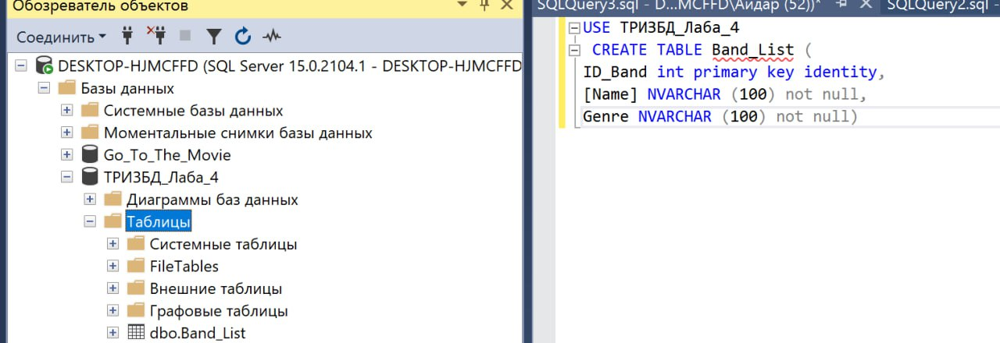 Обозреватель объектов
Соединить
DESKTOP-HJMCFFD (SQL Server 15.0.2104.1 - DESKTOP-HJMCFFD
Базы данных
Системные базы данных
Моментальные снимки базы данных
Go_To_The_Movie
ТРИЗБД_Лаба_4
Диаграммы баз данных
Таблицы
Системные таблицы
FileTables
Внешние таблицы
Графовые таблицы
dbo.Band_List
SQLQuery3.sql - D...MCFFD\Айдар (52))*
SQLQuery2.sql -
USE ТРИЗБД_Лаба_4
CREATE TABLE Band_List (
ID_Band int primary key identity,
[Name] NVARCHAR (100) not null,
Genre NVARCHAR (100) not null)